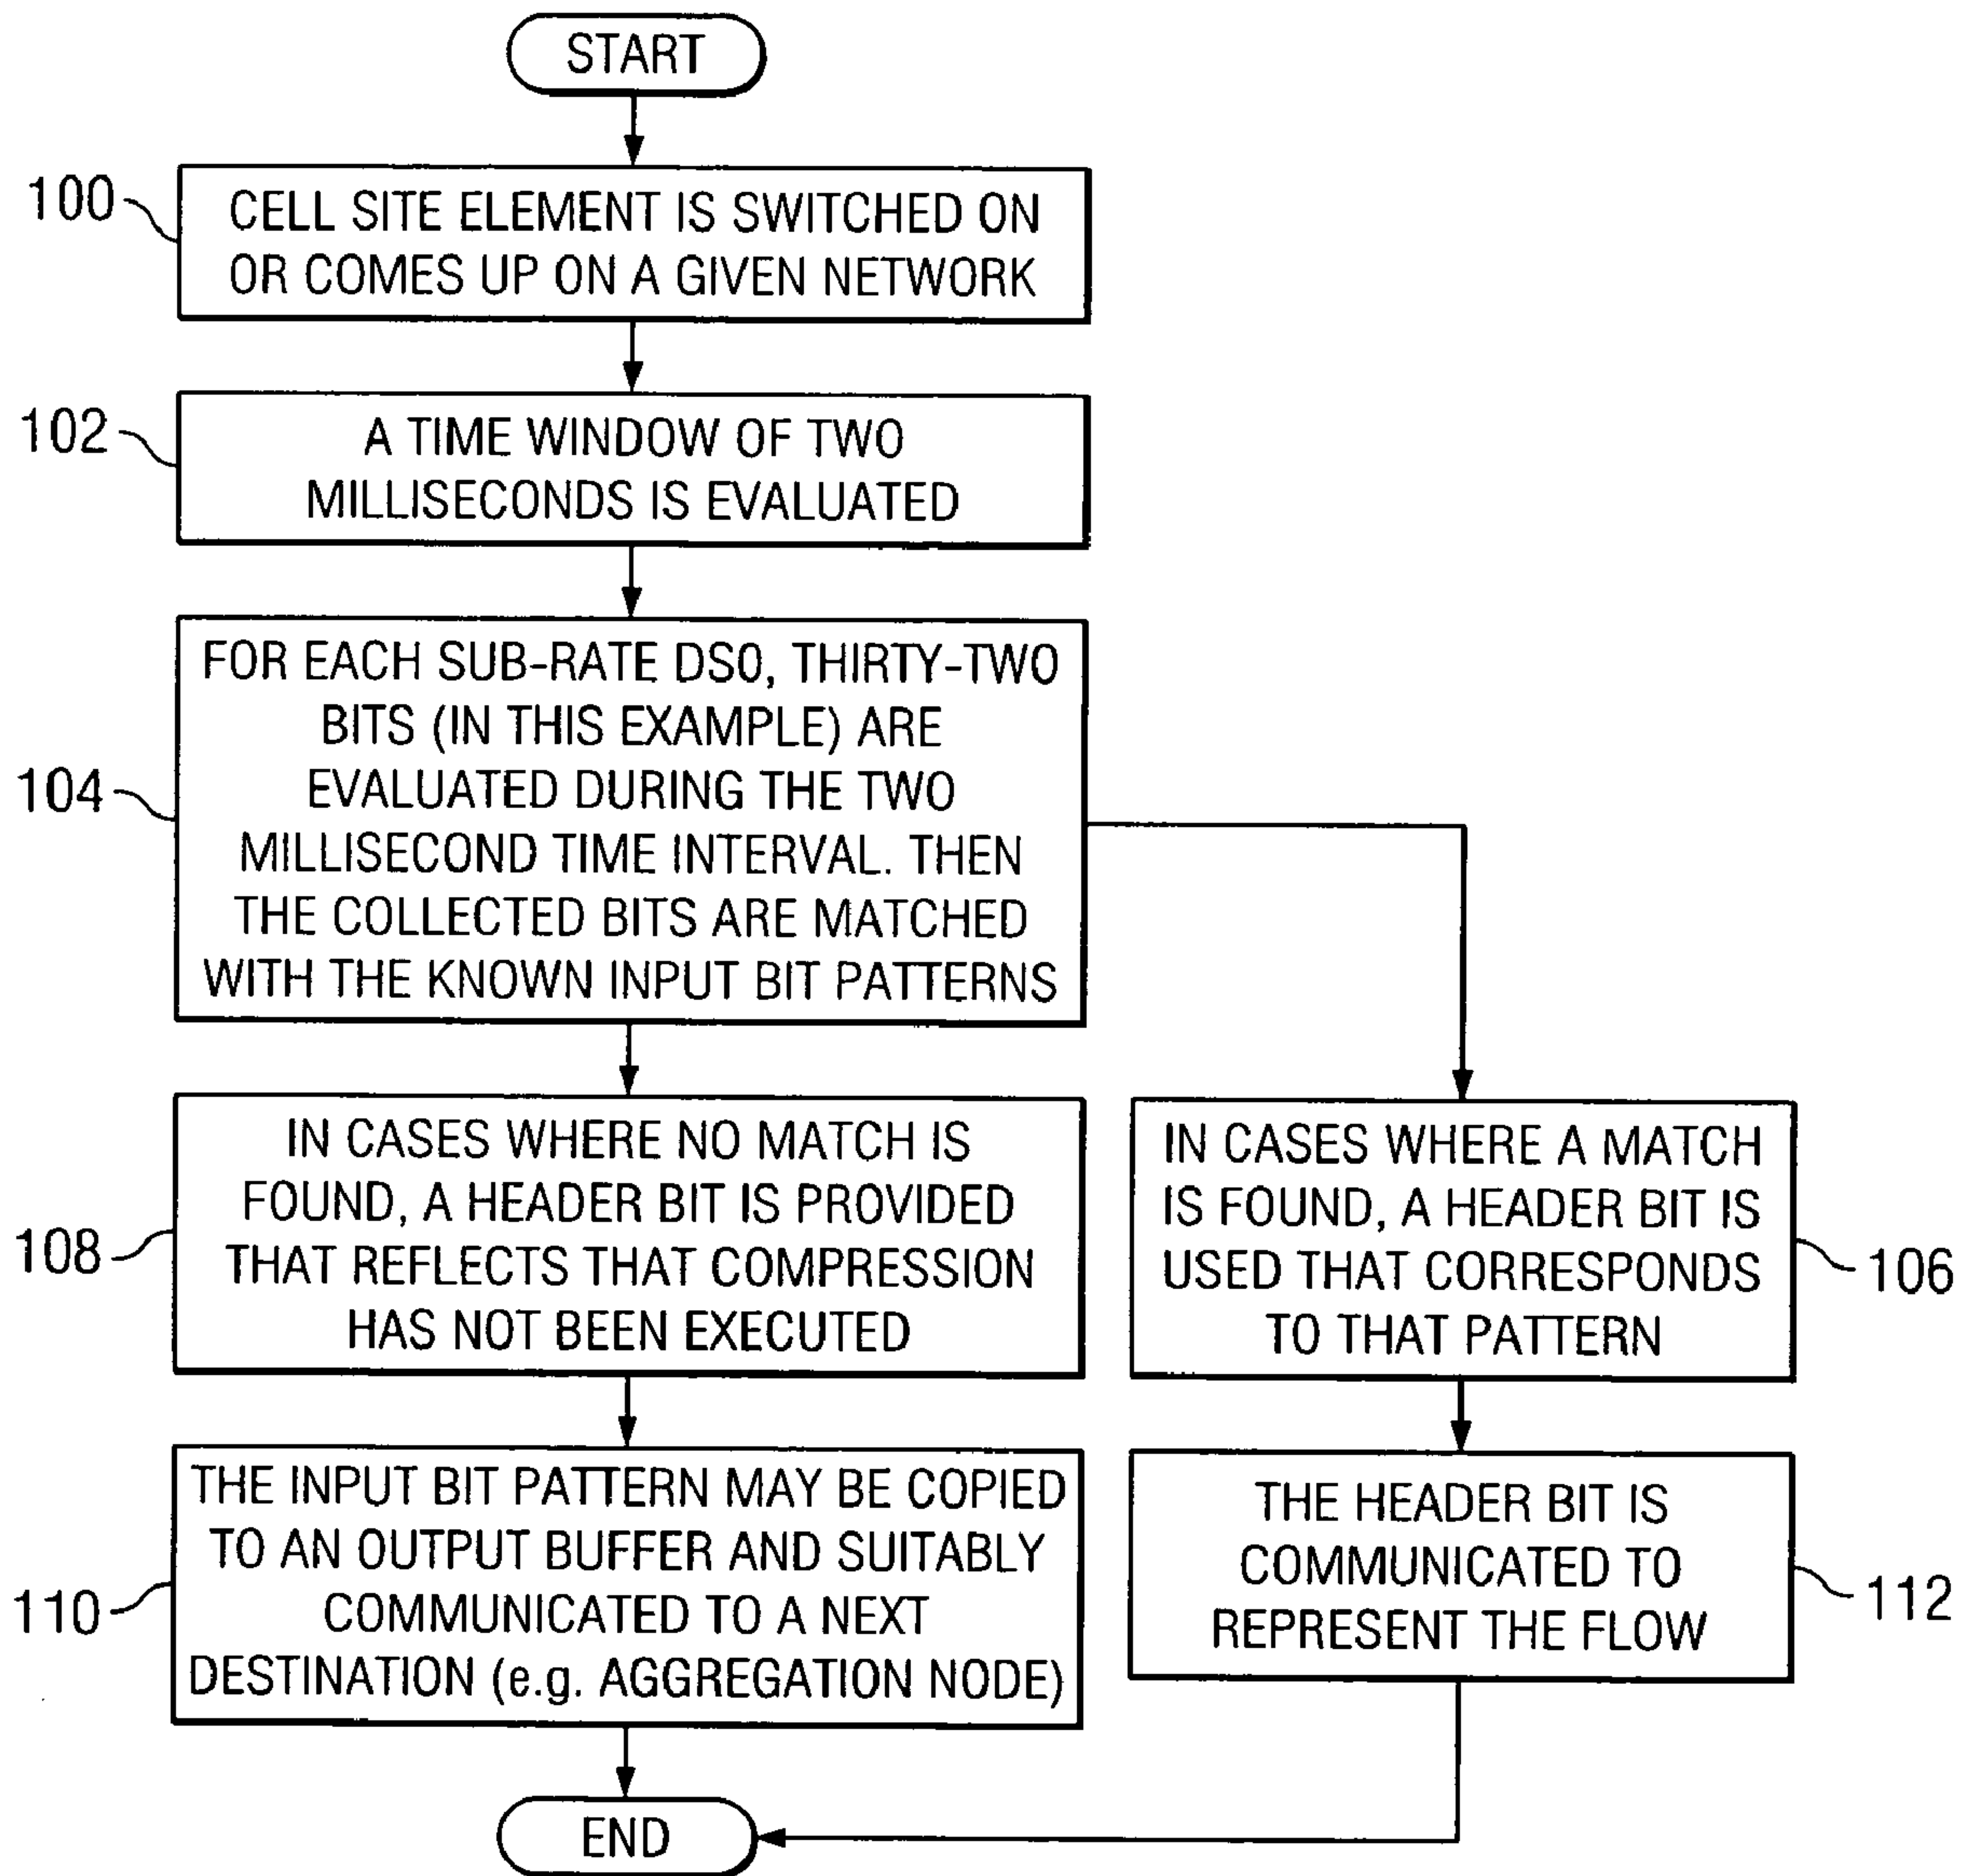 START
100
CELL SITE ELEMENT IS SWITCHED ON
OR COMES UP ON A GIVEN NETWORK
102
A TIME WINDOW OF TWO
MILLISECONDS IS EVALUATED
104
FOR EACH SUB-RATE DS0, THIRTY-TWO
BITS (IN THIS EXAMPLE) ARE
EVALUATED DURING THE TWO
MILLISECOND TIME INTERVAL. THEN
THE COLLECTED BITS ARE MATCHED
WITH THE KNOWN INPUT BIT PATTERNS
108
IN CASES WHERE NO MATCH IS
FOUND, A HEADER BIT IS PROVIDED
THAT REFLECTS THAT COMPRESSION
HAS NOT BEEN EXECUTED
IN CASES WHERE A MATCH
IS FOUND, A HEADER BIT IS
USED THAT CORRESPONDS
TO THAT PATTERN
106
110
THE INPUT BIT PATTERN MAY BE COPIED
TO AN OUTPUT BUFFER AND SUITABLY
COMMUNICATED TO A NEXT
DESTINATION (e.g. AGGREGATION NODE)
THE HEADER BIT IS
COMMUNICATED TO
REPRESENT THE FLOW
112
END